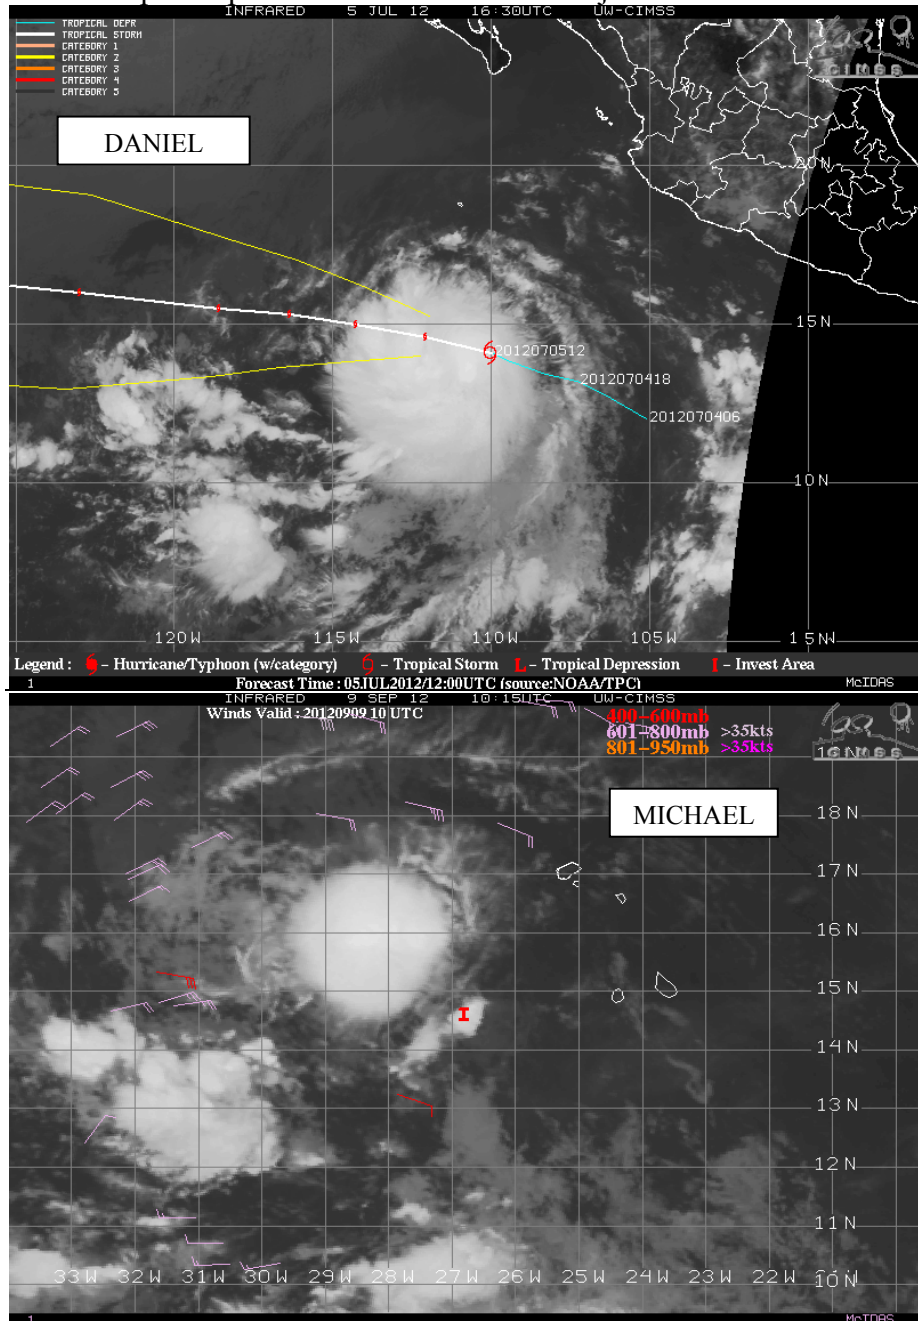 INFRARED 5 JUL 12 16:30UTC UW-CIMSS
TROPICAL DEPR
TROPICAL STORM
CATEGORY 1
CATEGORY 2
CATEGORY 3
CATEGORY 4
CATEGORY 5
CIMSS
DANIEL
20N
15N
2012070512
2012070418
2012070406
10N
120W 115W 110W 105W 1 5N
Legend : - Hurricane/Typhoon (w/category) - Tropical Storm L - Tropical Depression I - Invest Area
1 Forecast Time : 05JUL2012/12:00UTC (source:NOAA/TPC) McIDAS
INFRARED 9 SEP 12 10:15UTC UW-CIMSS
Winds Valid : 20120909 10 UTC
400-600mb
601-800mb >35kts
801-950mb >35kts
CIMSS
MICHAEL
18N
17N
16N
15N
I
14N
13N
12N
11N
33W 32W 31W 30W 29W 28W 27W 26W 25W 24W 23W 22W 10N
1 McIDAS